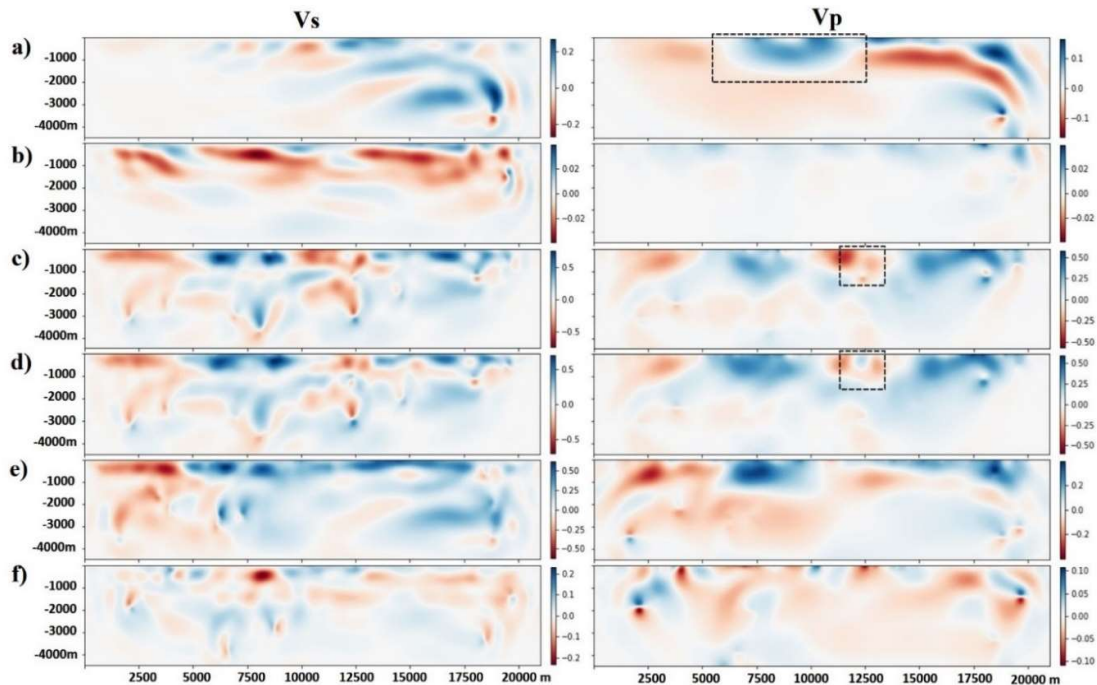 Vs Vp
a) -1000 -2000 -3000 -4000m 0.2 0.1 0.0 −0.1 −0.2 0.1 0.0 −0.1
b) -1000 -2000 -3000 -4000m 0.02 0.00 −0.02 0.02 0.00 −0.02
c) -1000 -2000 -3000 -4000m 0.5 0.0 −0.5 0.50 0.25 0.00 −0.25 −0.50
d) -1000 -2000 -3000 -4000m 0.5 0.0 −0.5 0.50 0.25 0.00 −0.25 −0.50
e) -1000 -2000 -3000 -4000m 0.50 0.25 0.00 −0.25 −0.50 0.2 0.0 −0.2 −0.4
f) -1000 -2000 -3000 -4000m 0.2 0.1 0.0 −0.1 −0.2 0.10 0.05 0.00 −0.05 −0.10
2500 5000 7500 10000 12500 15000 17500 20000 m 2500 5000 7500 10000 12500 15000 17500 20000 m